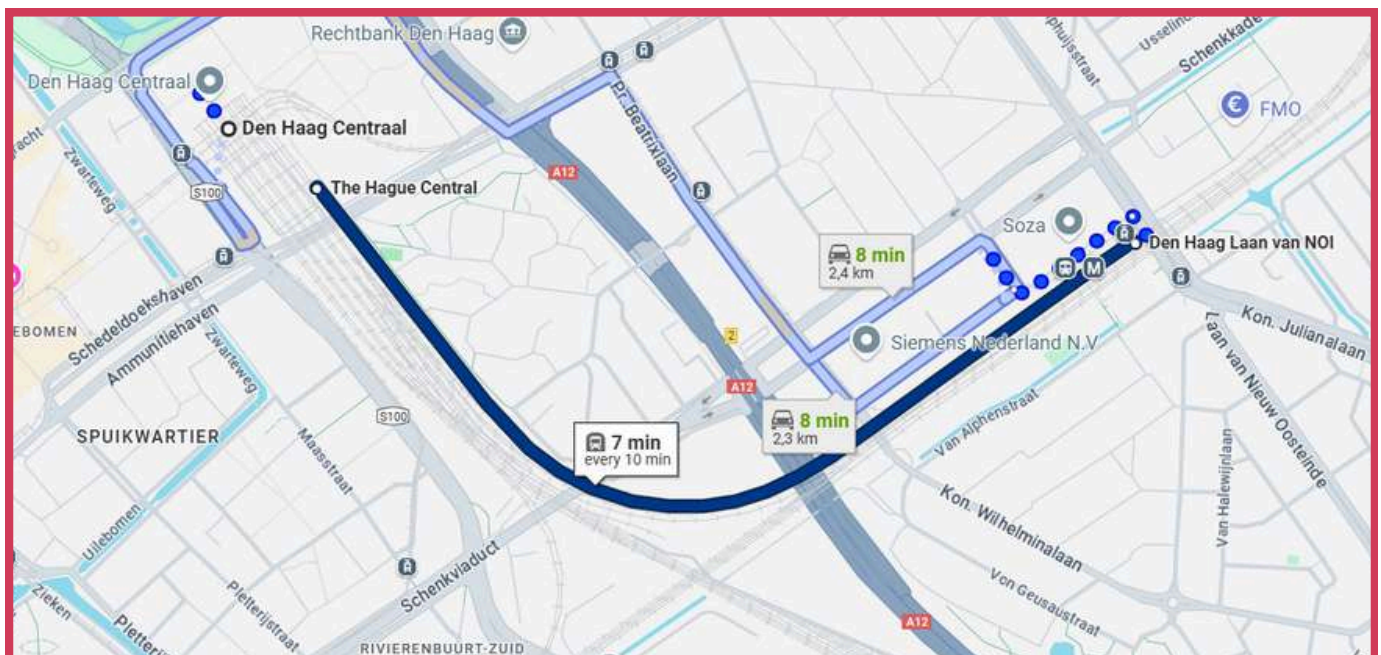 Rechtbank Den Haag
Den Haag Centraal
Den Haag Centraal
The Hague Central
Zwarteweg
S100
A12
Pr. Beatrixlaan
Schenkkade
€ FMO
Soza
Den Haag Laan van NOI
M
8 min
2,4 km
Siemens Nederland N.V
Kon. Julianalaan
Laan van Nieuw Oosteinde
Schedeldoekshaven
Ammunitiehaven
Zwarteweg
EBOMEN
2
A12
8 min
2,3 km
7 min
every 10 min
S100
SPUIKWARTIER
Maasstraat
Uilebomen
Schenkviaduct
Van Alphenstraat
Kon. Wilhelminalaan
Van Halewijnlaan
Von Geusaustraat
A12
Zieken
Pletterijstraat
RIVIERENBUURT-ZUID